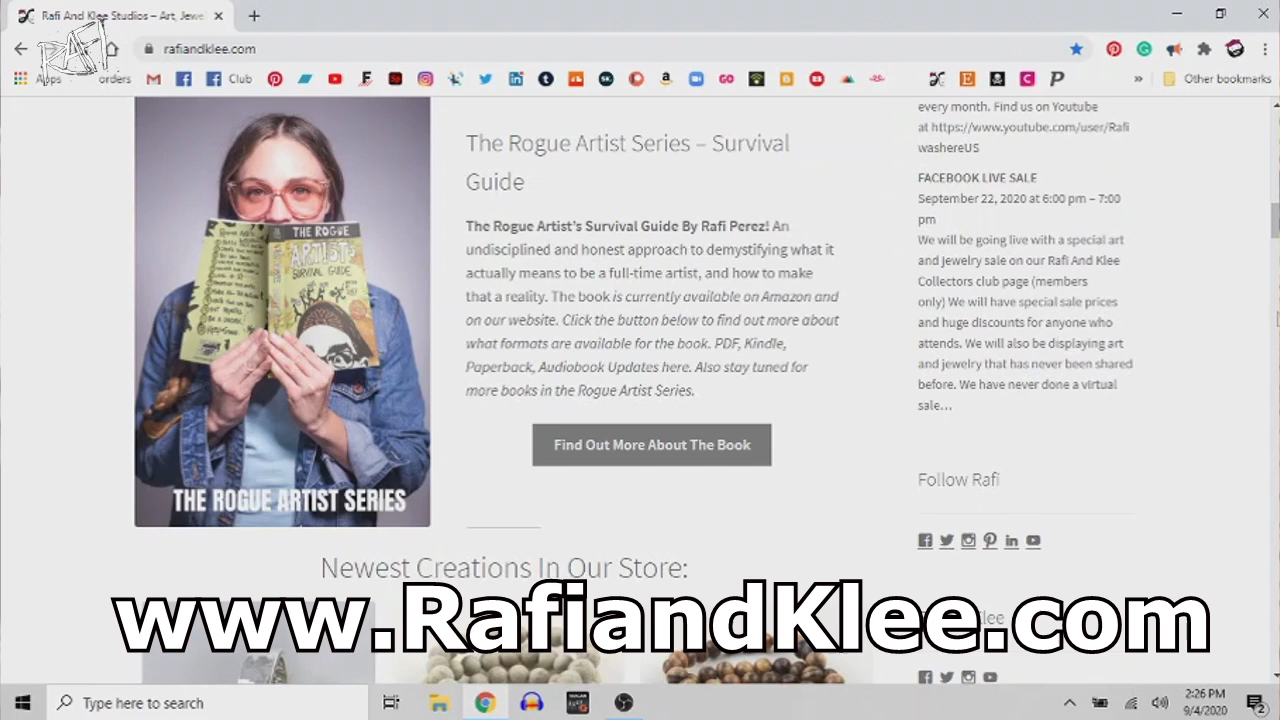 Rafi And Klee Studios – Art, Jewe
RAFI
rafiandklee.com
Apps
orders
Club
Other bookmarks
THE ROGUE
ARTIST'S
SURVIVAL GUIDE
THE ROGUE ARTIST SERIES
The Rogue Artist Series – Survival
Guide
The Rogue Artist's Survival Guide By Rafi Perez! An
undisciplined and honest approach to demystifying what it
actually means to be a full-time artist, and how to make
that a reality. The book is currently available on Amazon and
on our website. Click the button below to find out more about
what formats are available for the book. PDF, Kindle,
Paperback, Audiobook Updates here. Also stay tuned for
more books in the Rogue Artist Series.
Find Out More About The Book
Newest Creations In Our Store:
every month. Find us on Youtube
at https://www.youtube.com/user/Rafi
washereUS
FACEBOOK LIVE SALE
September 22, 2020 at 6:00 pm – 7:00
pm
We will be going live with a special art
and jewelry sale on our Rafi And Klee
Collectors club page (members
only) We will have special sale prices
and huge discounts for anyone who
attends. We will also be displaying art
and jewelry that has never been shared
before. We have never done a virtual
sale…
Follow Rafi
Klee
www.RafiandKlee.com
Type here to search
2:26 PM
9/4/2020
2